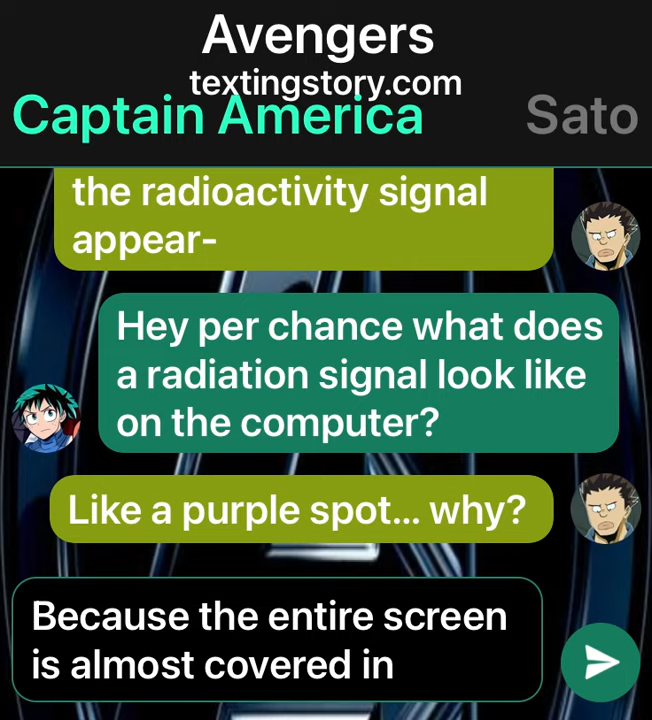 Avengers
textingstory.com
Captain America Sato
the radioactivity signal
appear-
Hey per chance what does
a radiation signal look like
on the computer?
Like a purple spot... why?
Because the entire screen
is almost covered in